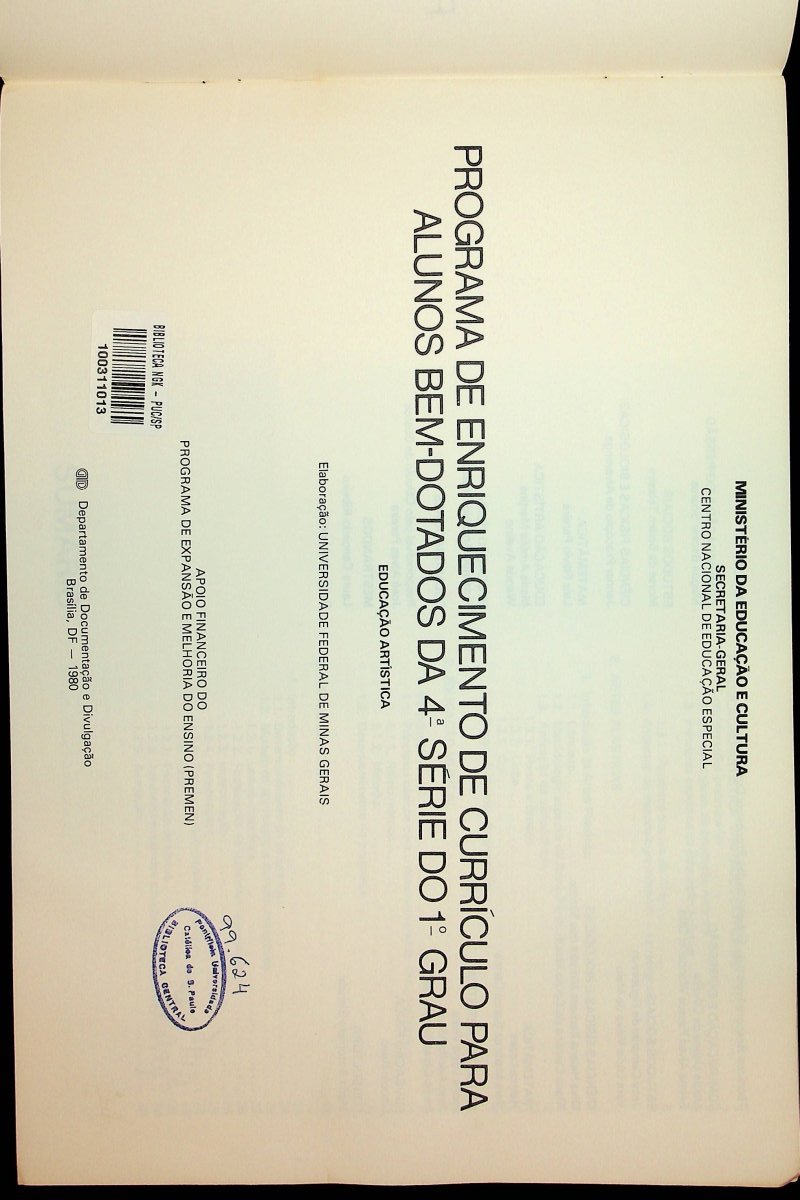 MINISTÉRIO DA EDUCAÇÃO E CULTURA
SECRETARIA-GERAL
CENTRO NACIONAL DE EDUCAÇÃO ESPECIAL
PROGRAMA DE ENRIQUECIMENTO DE CURRÍCULO PARA
ALUNOS BEM-DOTADOS DA 4ª SÉRIE DO 1º GRAU
EDUCAÇÃO ARTÍSTICA
Elaboração: UNIVERSIDADE FEDERAL DE MINAS GERAIS
APOIO FINANCEIRO DO
PROGRAMA DE EXPANSÃO E MELHORIA DO ENSINO (PREMEN)
Departamento de Documentação e Divulgação
Brasília, DF — 1980
BIBLIOTECA NGK - PUC/SP
100311013
99.624
Pontifícia Universidade
Católica de S. Paulo
BIBLIOTECA CENTRAL